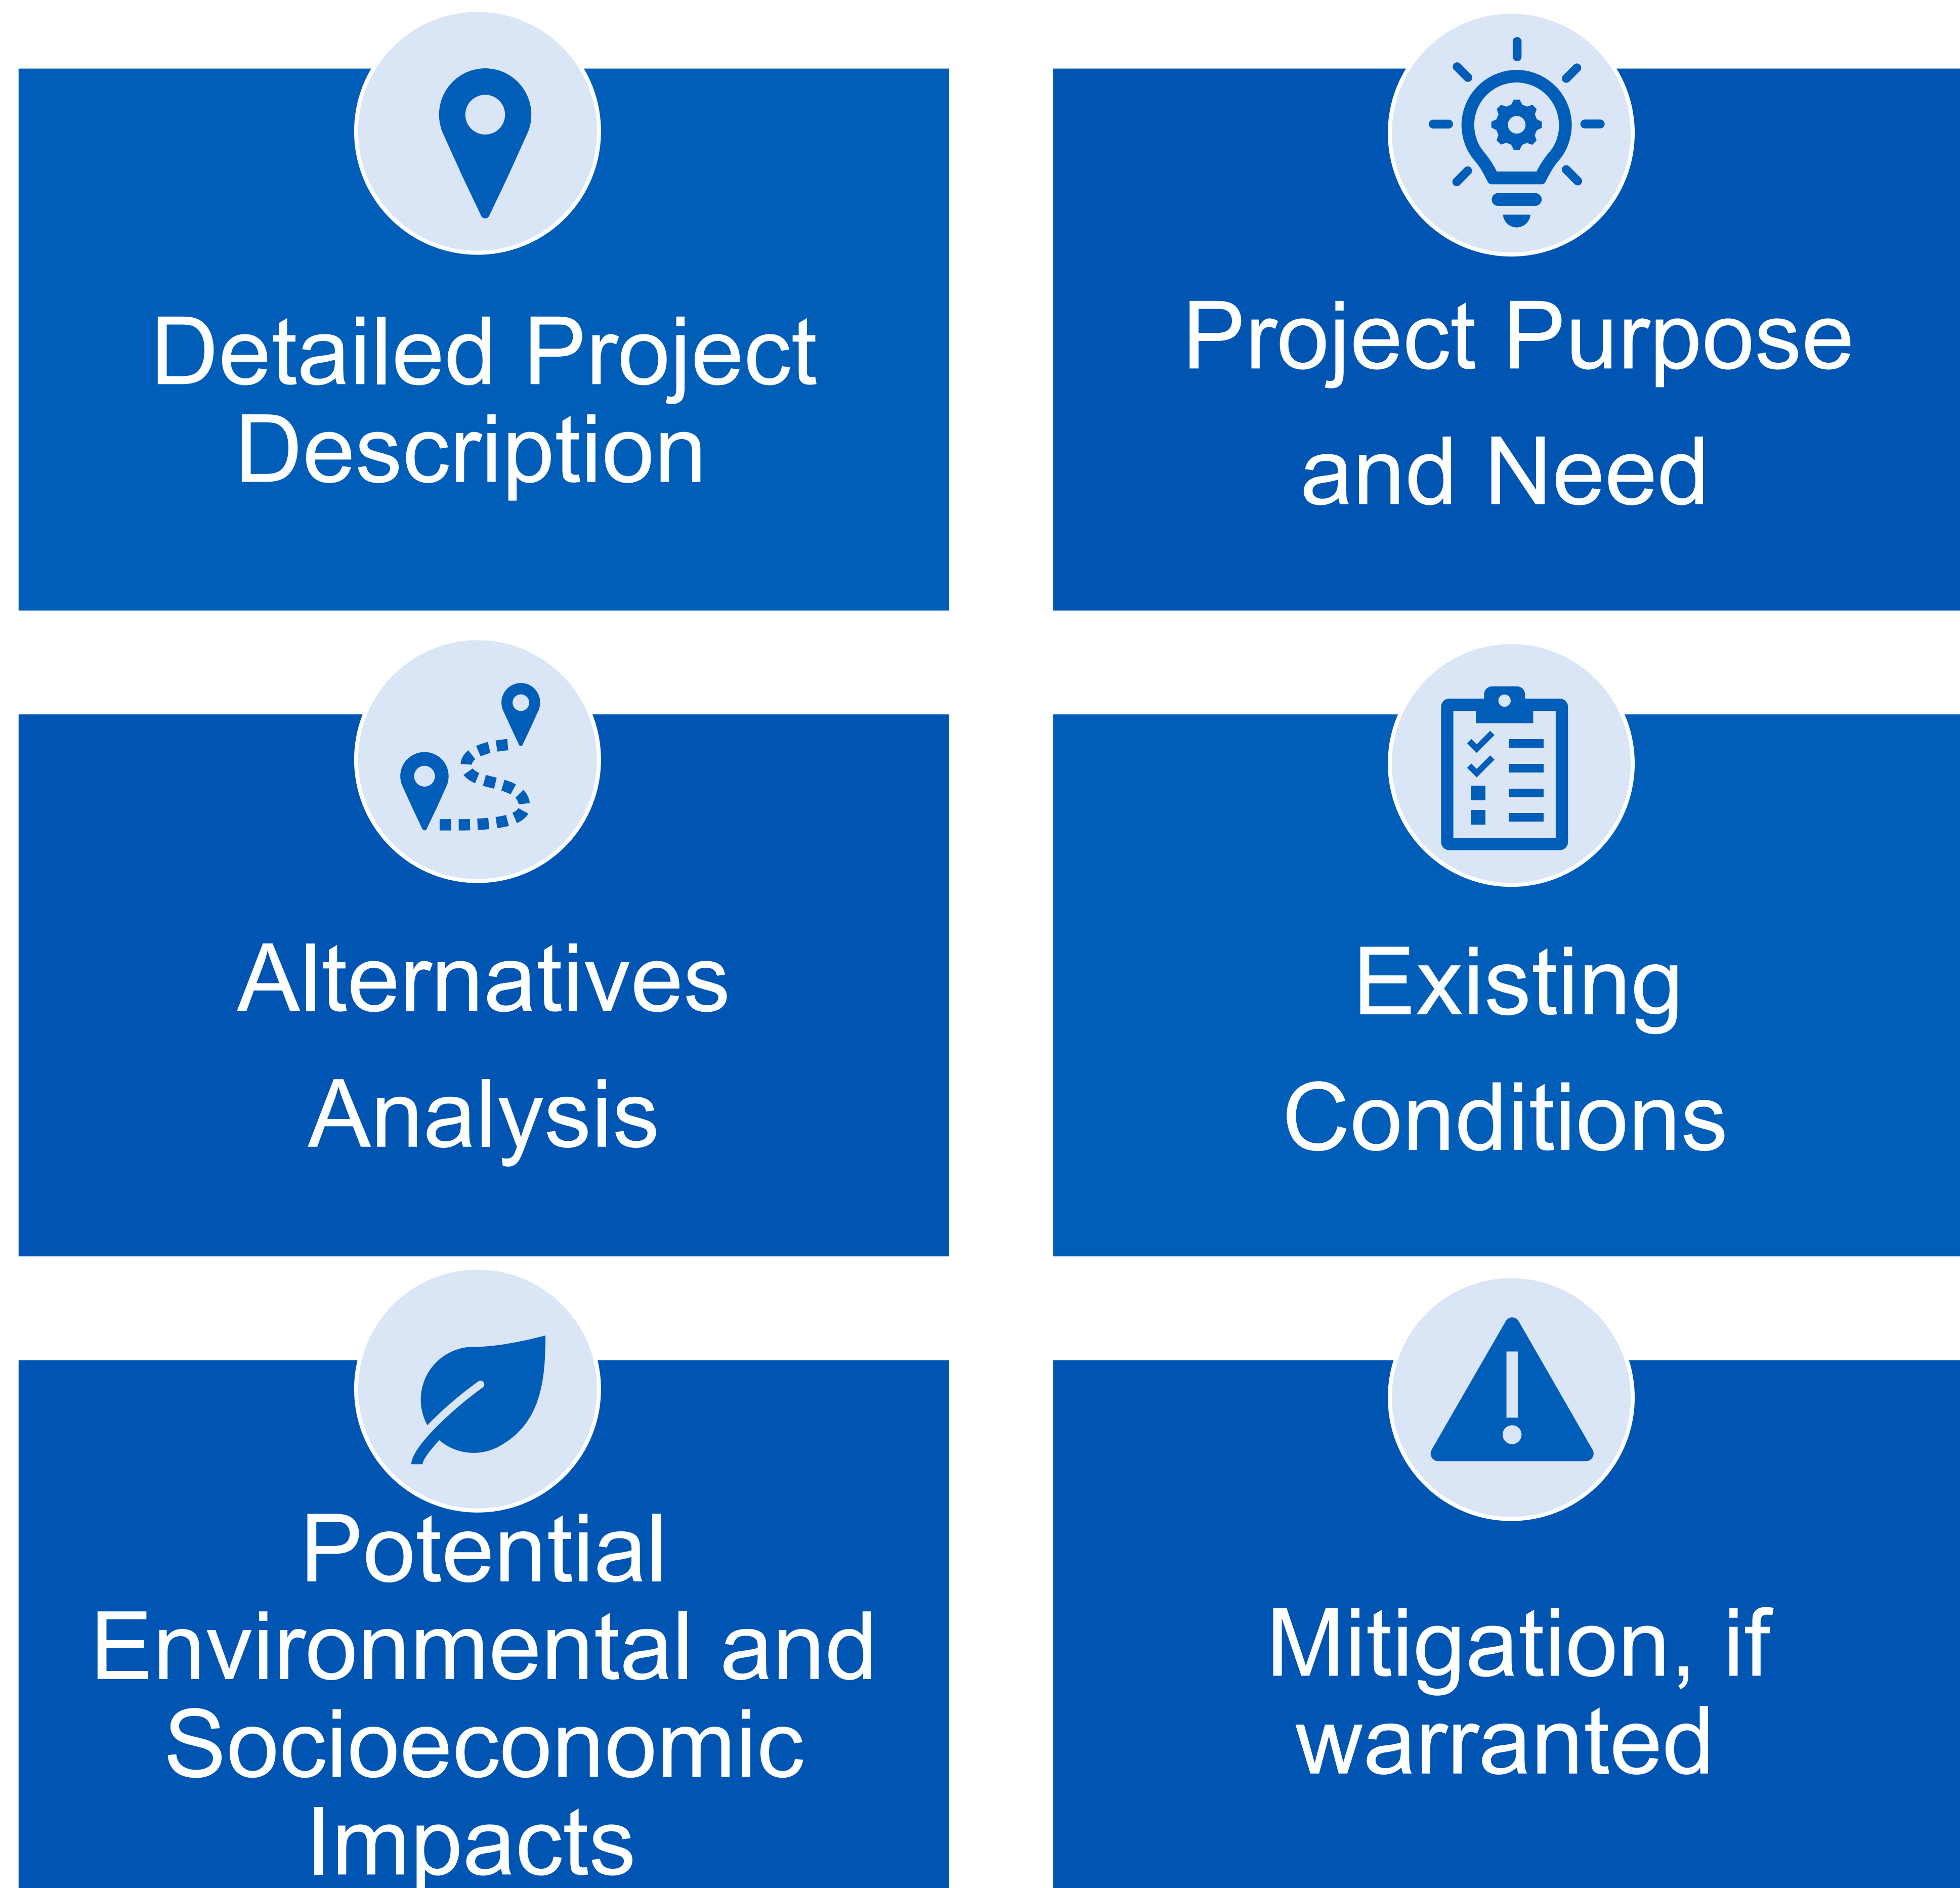 Detailed Project
Description
Project Purpose
and Need
Alternatives
Analysis
Existing
Conditions
Potential
Environmental and
Socioeconomic
Impacts
Mitigation, if
warranted